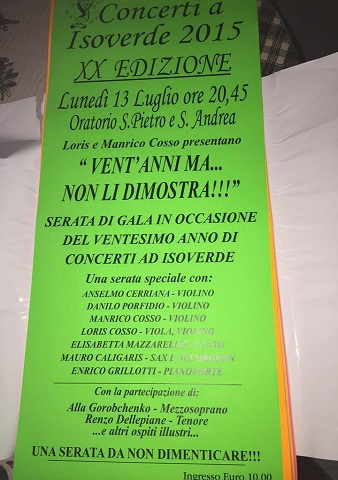 Concerti a
Isoverde 2015
XX EDIZIONE
Lunedì 13 Luglio ore 20,45
Oratorio S.Pietro e S. Andrea
Loris e Manrico Cosso presentano
“ VENT'ANNI MA...
NON LI DIMOSTRA!!!”
SERATA DI GALA IN OCCASIONE
DEL VENTESIMO ANNO DI
CONCERTI AD ISOVERDE
Una serata speciale con:
ANSELMO CERRIANA - VIOLINO
DANILO PORFIDIO - VIOLINO
MANRICO COSSO - VIOLINO
LORIS COSSO - VIOLA, VIOLINO
ELISABETTA MAZZARELLO -
MAURO CALIGARIS - SAX E
ENRICO GRILLOTTI - PIANOFORTE
Con la partecipazione di:
Alla Gorobchenko - Mezzosoprano
Renzo Dellepiane - Tenore
...e altri ospiti illustri...
UNA SERATA DA NON DIMENTICARE!!!
Ingresso Euro 10,00